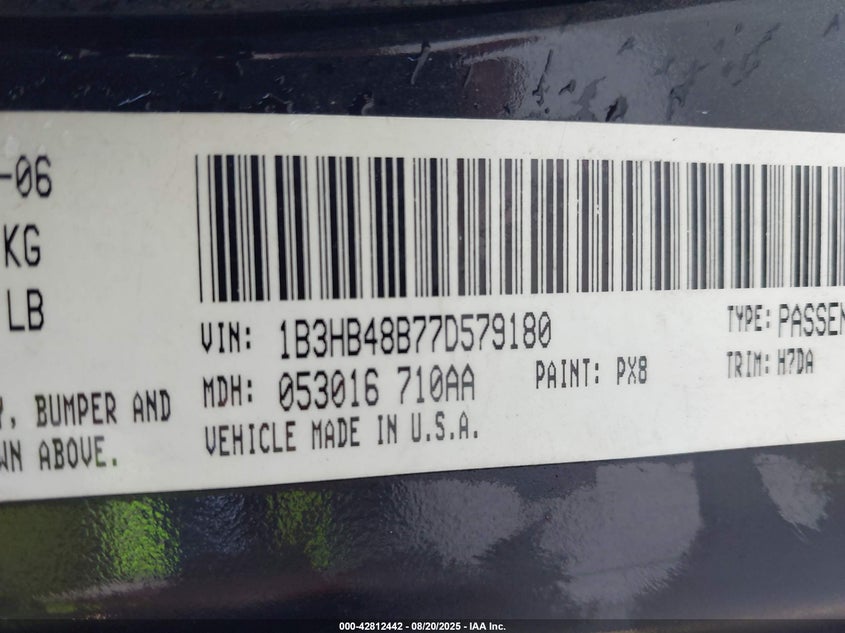 -06
KG
LB
VIN: 1B3HB48B77D579180
TYPE: PASSEN
MDH: 053016 710AA
PAINT: PX8
TRIM: H7DA
Y, BUMPER AND
WN ABOVE.
VEHICLE MADE IN U.S.A.
000-42812442 - 08/20/2025 - IAA Inc.